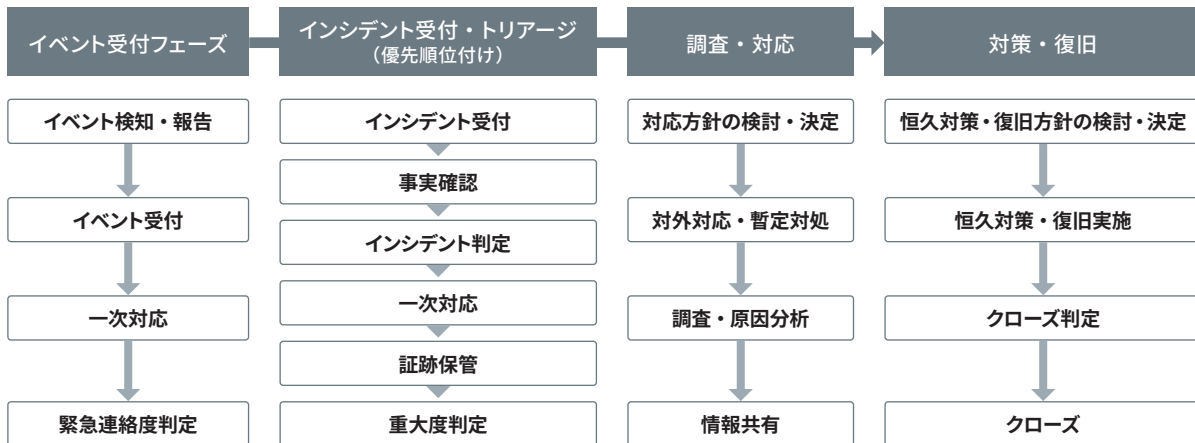 イベント受付フェーズ
インシデント受付・トリアージ
（優先順位付け）
調査・対応
対策・復旧
イベント検知・報告
イベント受付
一次対応
緊急連絡度判定
インシデント受付
事実確認
インシデント判定
一次対応
証跡保管
重大度判定
対応方針の検討・決定
対外対応・暫定対処
調査・原因分析
情報共有
恒久対策・復旧方針の検討・決定
恒久対策・復旧実施
クローズ判定
クローズ